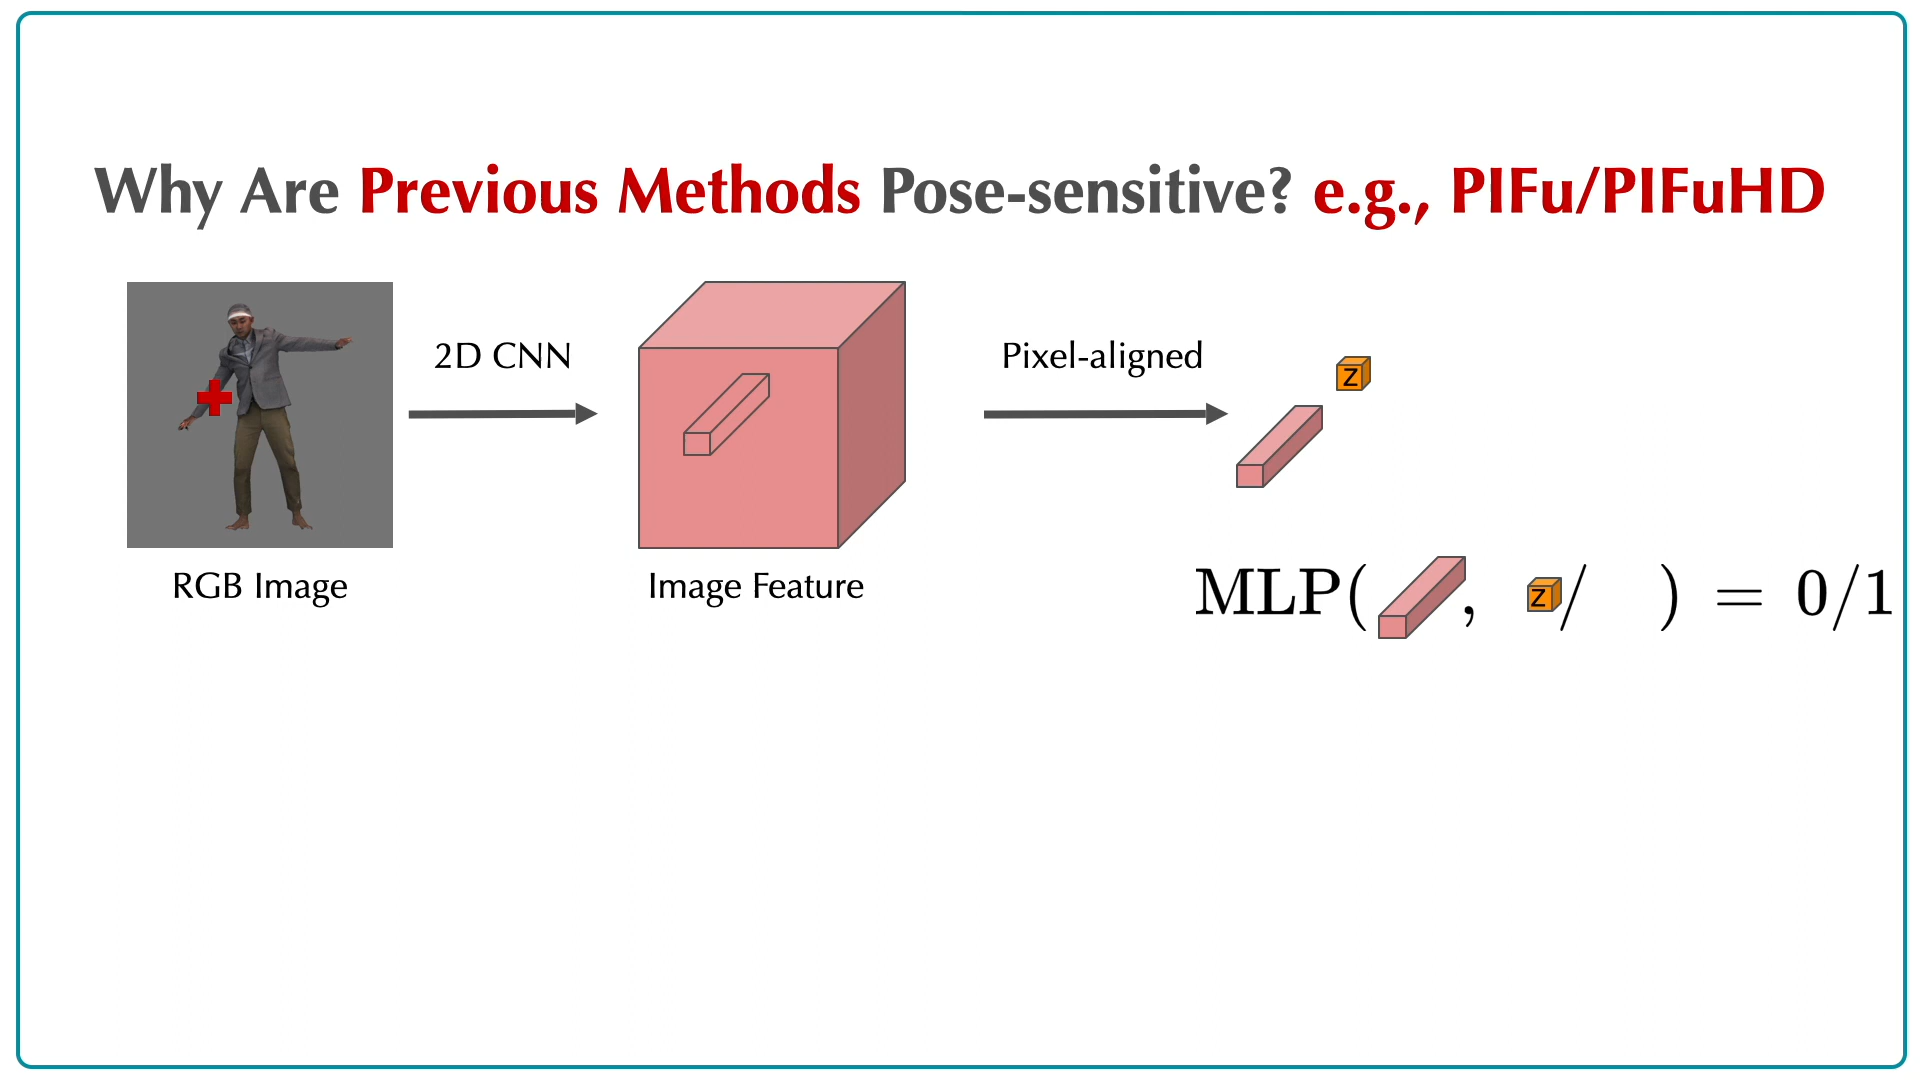 Why Are Previous Methods Pose-sensitive? e.g., PIFu/PIFuHD
2D CNN
Pixel-aligned
Z
RGB Image
Image Feature
MLP( , Z/ ) = 0/1